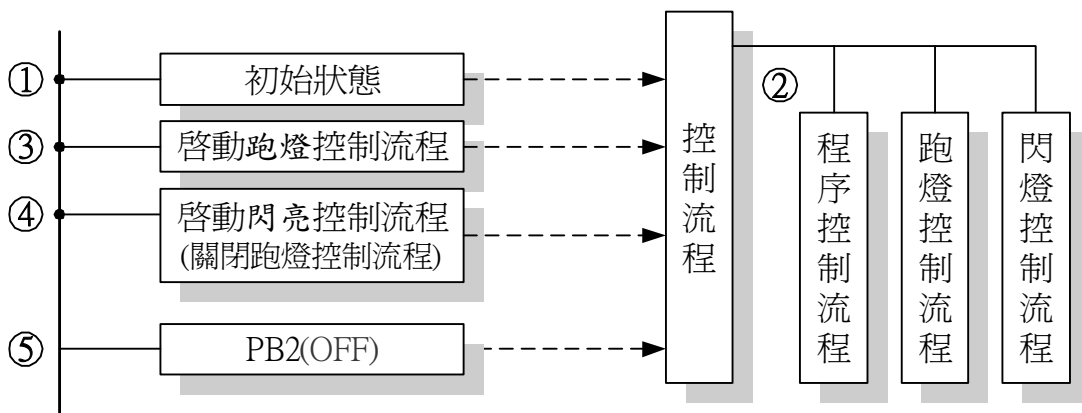 ① 初始狀態
③ 啓動跑燈控制流程
④ 啓動閃亮控制流程
(關閉跑燈控制流程)
⑤ PB2(OFF)
控制流程
②
程序控制流程
跑燈控制流程
閃燈控制流程